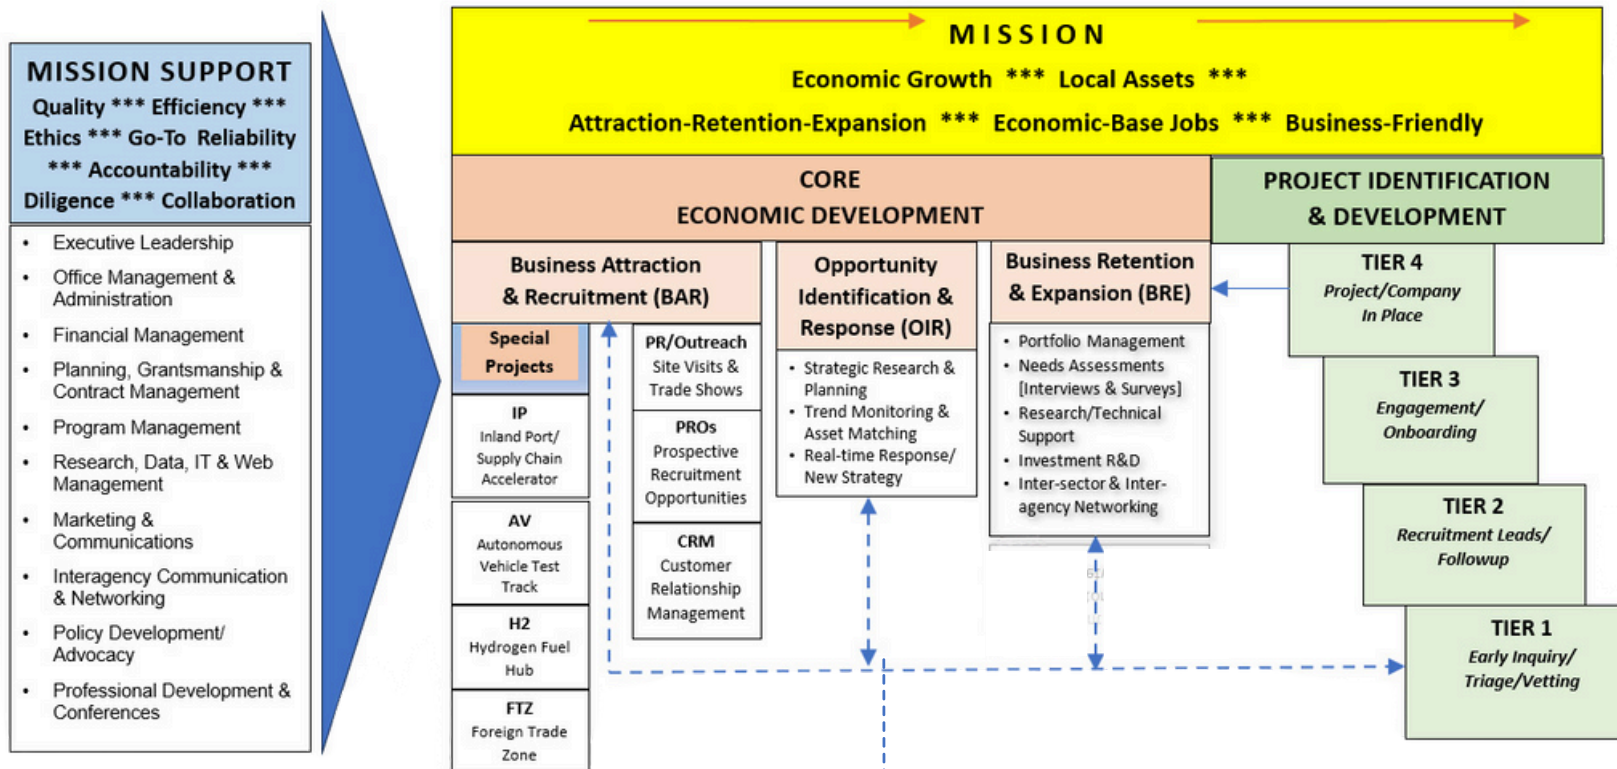 MISSION SUPPORT
Quality *** Efficiency ***
Ethics *** Go-To Reliability
*** Accountability ***
Diligence *** Collaboration
• Executive Leadership
• Office Management &
Administration
• Financial Management
• Planning, Grantsmanship &
Contract Management
• Program Management
• Research, Data, IT & Web
Management
• Marketing &
Communications
• Interagency Communication
& Networking
• Policy Development/
Advocacy
• Professional Development &
Conferences
MISSION
Economic Growth *** Local Assets ***
Attraction-Retention-Expansion *** Economic-Base Jobs *** Business-Friendly
CORE
ECONOMIC DEVELOPMENT
Business Attraction
& Recruitment (BAR)
Special
Projects
IP
Inland Port/
Supply Chain
Accelerator
AV
Autonomous
Vehicle Test
Track
H2
Hydrogen Fuel
Hub
FTZ
Foreign Trade
Zone
PR/Outreach
Site Visits &
Trade Shows
PROs
Prospective
Recruitment
Opportunities
CRM
Customer
Relationship
Management
Opportunity
Identification &
Response (OIR)
• Strategic Research &
Planning
• Trend Monitoring &
Asset Matching
• Real-time Response/
New Strategy
Business Retention
& Expansion (BRE)
• Portfolio Management
• Needs Assessments
[Interviews & Surveys]
• Research/Technical
Support
• Investment R&D
• Inter-sector & Inter-
agency Networking
PROJECT IDENTIFICATION
& DEVELOPMENT
TIER 4
Project/Company
In Place
TIER 3
Engagement/
Onboarding
TIER 2
Recruitment Leads/
Followup
TIER 1
Early Inquiry/
Triage/Vetting